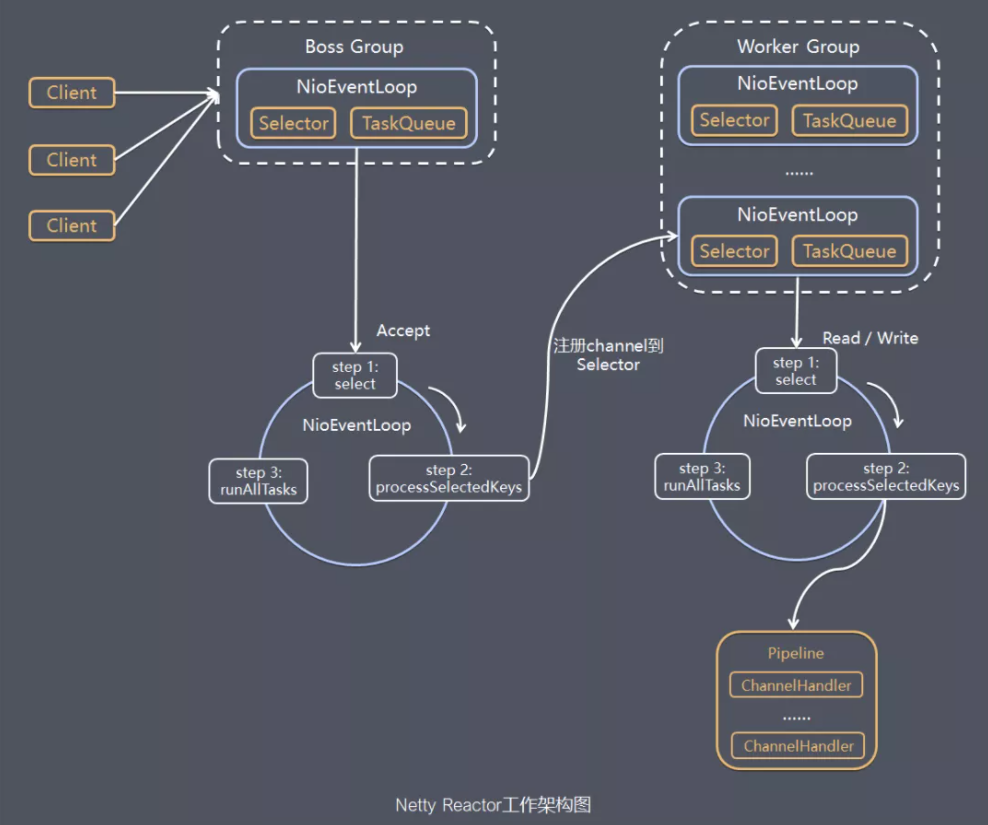 Boss Group
NioEventLoop
Selector
TaskQueue
Client
Client
Client
Worker Group
NioEventLoop
Selector
TaskQueue
......
NioEventLoop
Selector
TaskQueue
Accept
step 1:
select
NioEventLoop
step 2:
processSelectedKeys
step 3:
runAllTasks
注册channel到
Selector
Read / Write
step 1:
select
NioEventLoop
step 2:
processSelectedKeys
step 3:
runAllTasks
Pipeline
ChannelHandler
......
ChannelHandler
Netty Reactor工作架构图